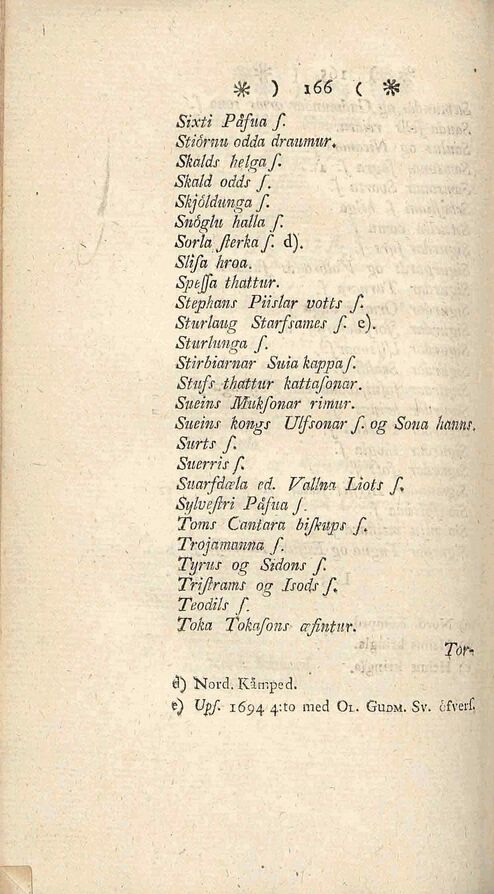 ※ ) 166 ( ※
Sixti Påfua ſ.
Stiórnu odda draumur.
Skalds helga ſ.
Skald odds ſ.
Skjóldunga ſ.
Snóglu halla ſ.
Sorla ſterka ſ. d).
Sliſa hroa.
Speſſa thattur.
Stephans Piislar votts ſ.
Sturlaug Starfsames ſ. e).
Sturlunga ſ.
Stirbiarnar Suia kappa ſ.
Stufs thattur kattaſonar.
Sueins Mukſonar rimur.
Sueins kongs Ulfsonar ſ. og Sona hanns.
Surts ſ.
Suerris ſ.
Suarfdæla ed. Vallna Liots ſ.
Sylveſtri Påfua ſ.
Toms Cantara biſkups ſ.
Trojamanna ſ.
Tyrus og Sidons ſ.
Triſtrams og Isods ſ.
Teodils ſ.
Toka Tokaſons æfintur.
Tor-
d) Nord. Kåmped.
e) Upſ. 1694 4:to med OL. GUDM. Sv. öfverſ.